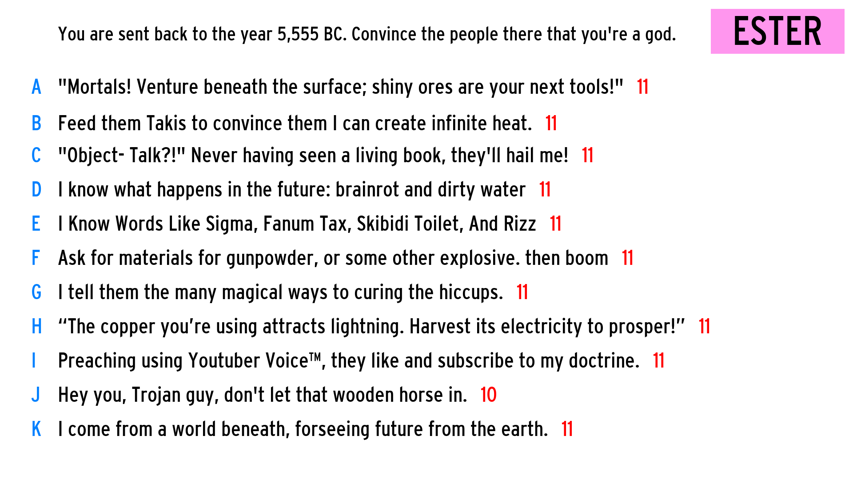 You are sent back to the year 5,555 BC. Convince the people there that you're a god.
ESTER
A "Mortals! Venture beneath the surface; shiny ores are your next tools!" 11
B Feed them Takis to convince them I can create infinite heat. 11
C "Object- Talk?!" Never having seen a living book, they'll hail me! 11
D I know what happens in the future: brainrot and dirty water 11
E I Know Words Like Sigma, Fanum Tax, Skibidi Toilet, And Rizz 11
F Ask for materials for gunpowder, or some other explosive. then boom 11
G I tell them the many magical ways to curing the hiccups. 11
H “The copper you’re using attracts lightning. Harvest its electricity to prosper!” 11
I Preaching using Youtuber Voice™, they like and subscribe to my doctrine. 11
J Hey you, Trojan guy, don't let that wooden horse in. 10
K I come from a world beneath, forseeing future from the earth. 11